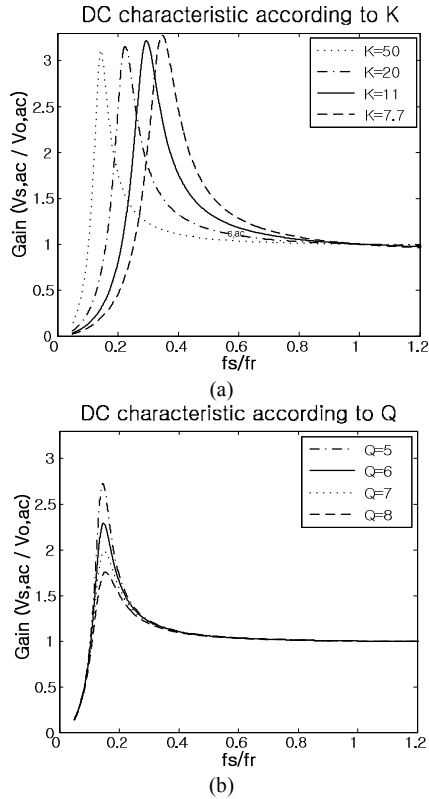 DC characteristic according to K
K=50
K=20
K=11
K=7.7
s,ac
Gain (Vs,ac / Vo,ac)
3
2.5
2
1.5
1
0.5
0
0 0.2 0.4 0.6 0.8 1 1.2
fs/fr
(a)
DC characteristic according to Q
Q=5
Q=6
Q=7
Q=8
Gain (Vs,ac / Vo,ac)
3
2.5
2
1.5
1
0.5
0
0 0.2 0.4 0.6 0.8 1 1.2
fs/fr
(b)